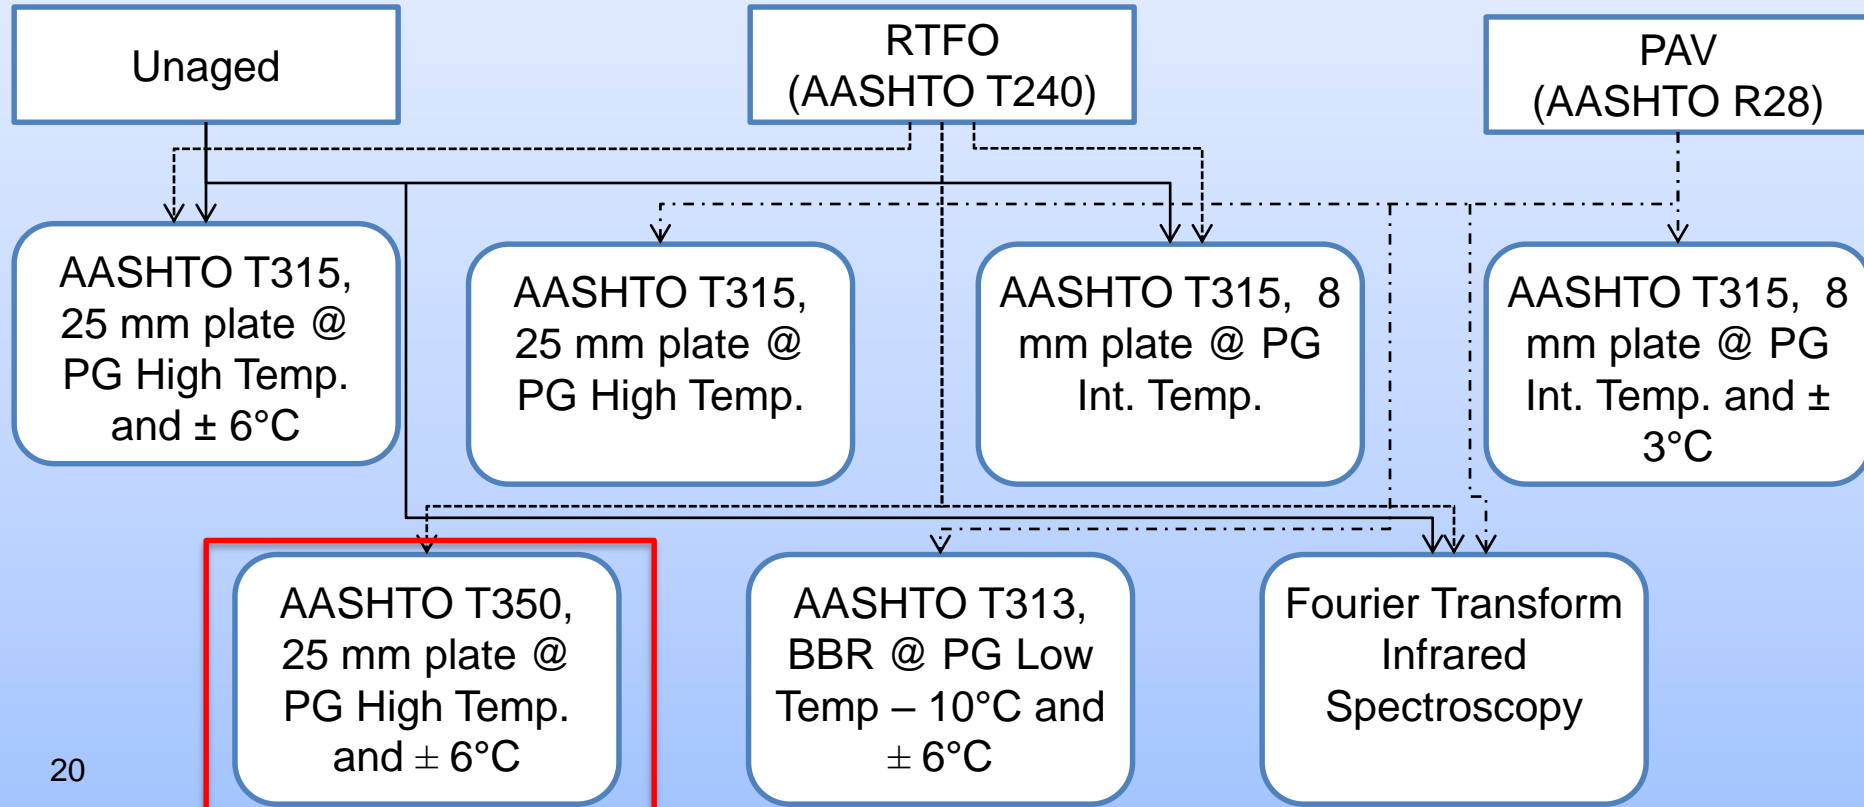 Unaged
RTFO
(AASHTO T240)
PAV
(AASHTO R28)
AASHTO T315,
25 mm plate @
PG High Temp.
and ± 6°C
AASHTO T315,
25 mm plate @
PG High Temp.
AASHTO T315, 8
mm plate @ PG
Int. Temp.
AASHTO T315, 8
mm plate @ PG
Int. Temp. and ±
3°C
AASHTO T350,
25 mm plate @
PG High Temp.
and ± 6°C
AASHTO T313,
BBR @ PG Low
Temp – 10°C and
± 6°C
Fourier Transform
Infrared
Spectroscopy
20